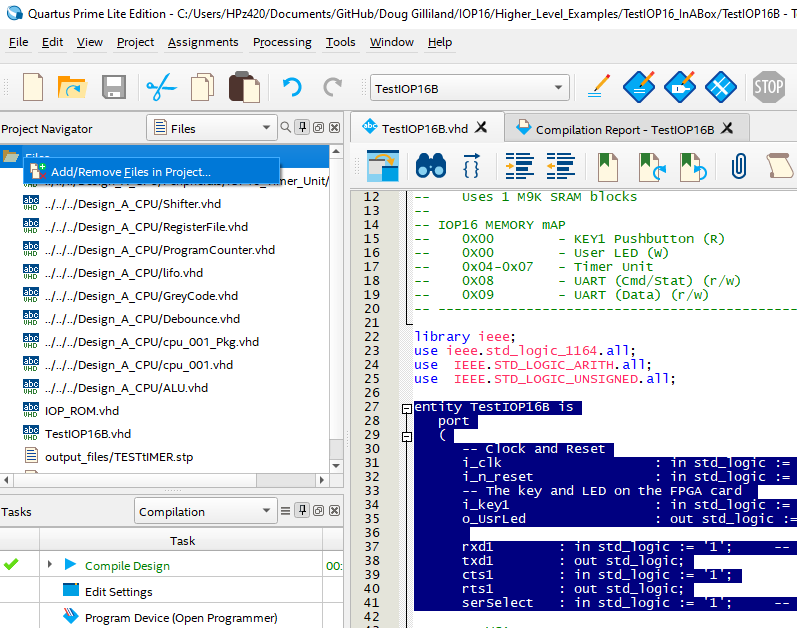 Quartus Prime Lite Edition - C:/Users/HPz420/Documents/GitHub/Doug Gilliland/IOP16/Higher_Level_Examples/TestIOP16_InABox/TestIOP16B - T
File Edit View Project Assignments Processing Tools Window Help
TestIOP16B
STOP
Project Navigator
Files
TestIOP16B.vhd
Compilation Report - TestIOP16B
Files
Add/Remove Files in Project...
_Timer_Unit/
../../../Design_A_CPU/Shifter.vhd
../../../Design_A_CPU/RegisterFile.vhd
../../../Design_A_CPU/ProgramCounter.vhd
../../../Design_A_CPU/lifo.vhd
../../../Design_A_CPU/GreyCode.vhd
../../../Design_A_CPU/Debounce.vhd
../../../Design_A_CPU/cpu_001_Pkg.vhd
../../../Design_A_CPU/cpu_001.vhd
../../../Design_A_CPU/ALU.vhd
IOP_ROM.vhd
TestIOP16B.vhd
output_files/TESTtIMER.stp
Tasks
Compilation
Task
Compile Design
00:
Edit Settings
Program Device (Open Programmer)
12 -- Uses 1 M9K SRAM blocks
13 --
14 -- IOP16 MEMORY mAP
15 -- 0X00 - KEY1 Pushbutton (R)
16 -- 0X00 - User LED (W)
17 -- 0X04-0X07 - Timer Unit
18 -- 0X08 - UART (Cmd/Stat) (r/w)
19 -- 0X09 - UART (Data) (r/w)
20 -- ---------------------------------------------
21
22 library ieee;
23 use ieee.std_logic_1164.all;
24 use IEEE.STD_LOGIC_ARITH.all;
25 use IEEE.STD_LOGIC_UNSIGNED.all;
26
27 entity TestIOP16B is
28 port
29 (
30 -- Clock and Reset
31 i_clk : in std_logic :=
32 i_n_reset : in std_logic :=
33 -- The key and LED on the FPGA card
34 i_key1 : in std_logic :=
35 o_UsrLed : out std_logic :=
36
37 rxd1 : in std_logic := '1'; --
38 txd1 : out std_logic;
39 cts1 : in std_logic := '1';
40 rts1 : out std_logic;
41 serSelect : in std_logic := '1'; --
42